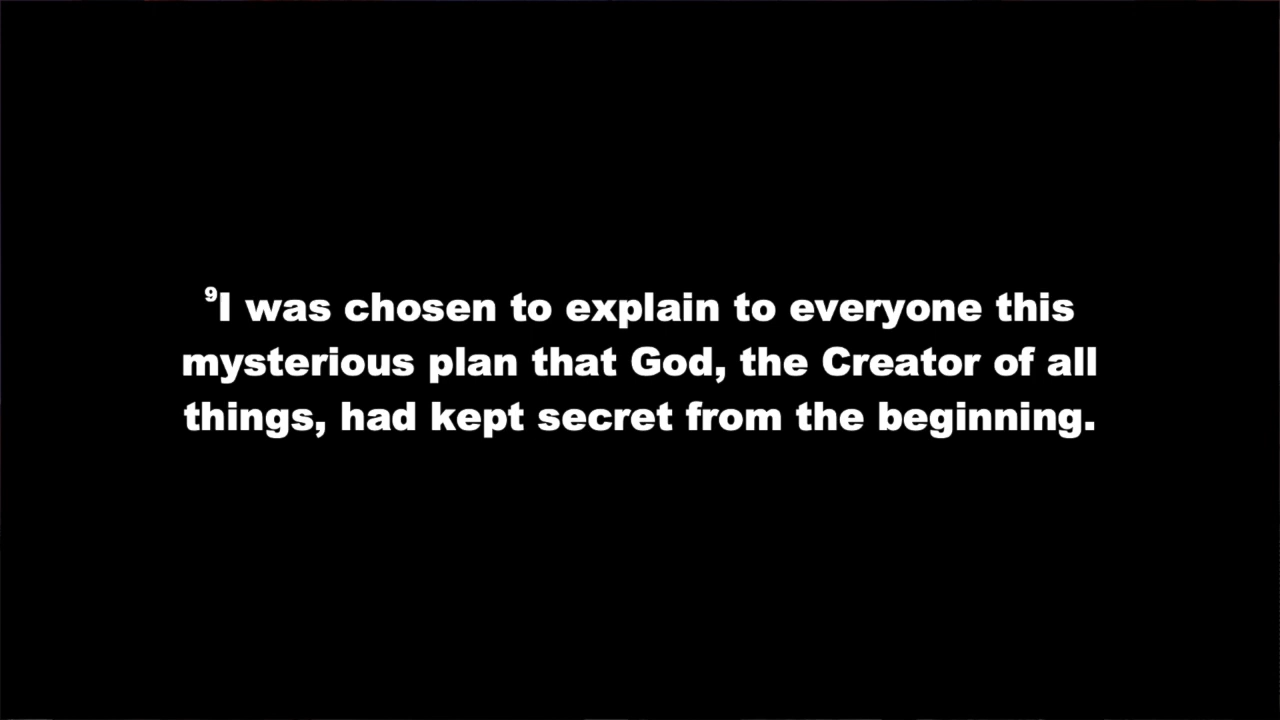 ⁹I was chosen to explain to everyone this
mysterious plan that God, the Creator of all
things, had kept secret from the beginning.